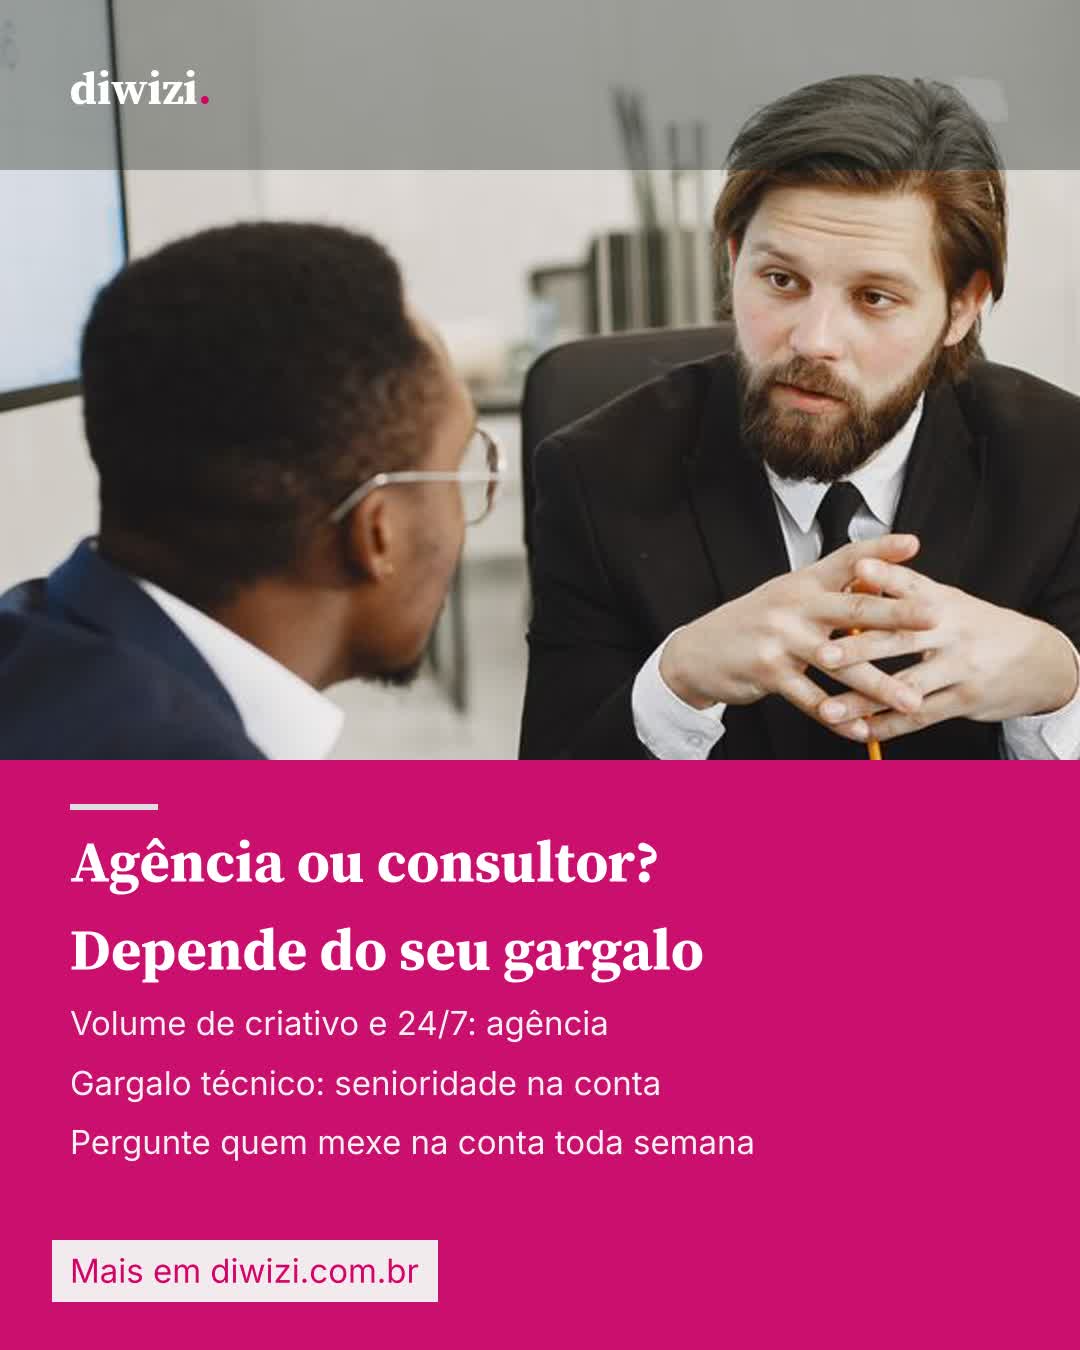 diwizi.
Agência ou consultor?
Depende do seu gargalo
Volume de criativo e 24/7: agência
Gargalo técnico: senioridade na conta
Pergunte quem mexe na conta toda semana
Mais em diwizi.com.br